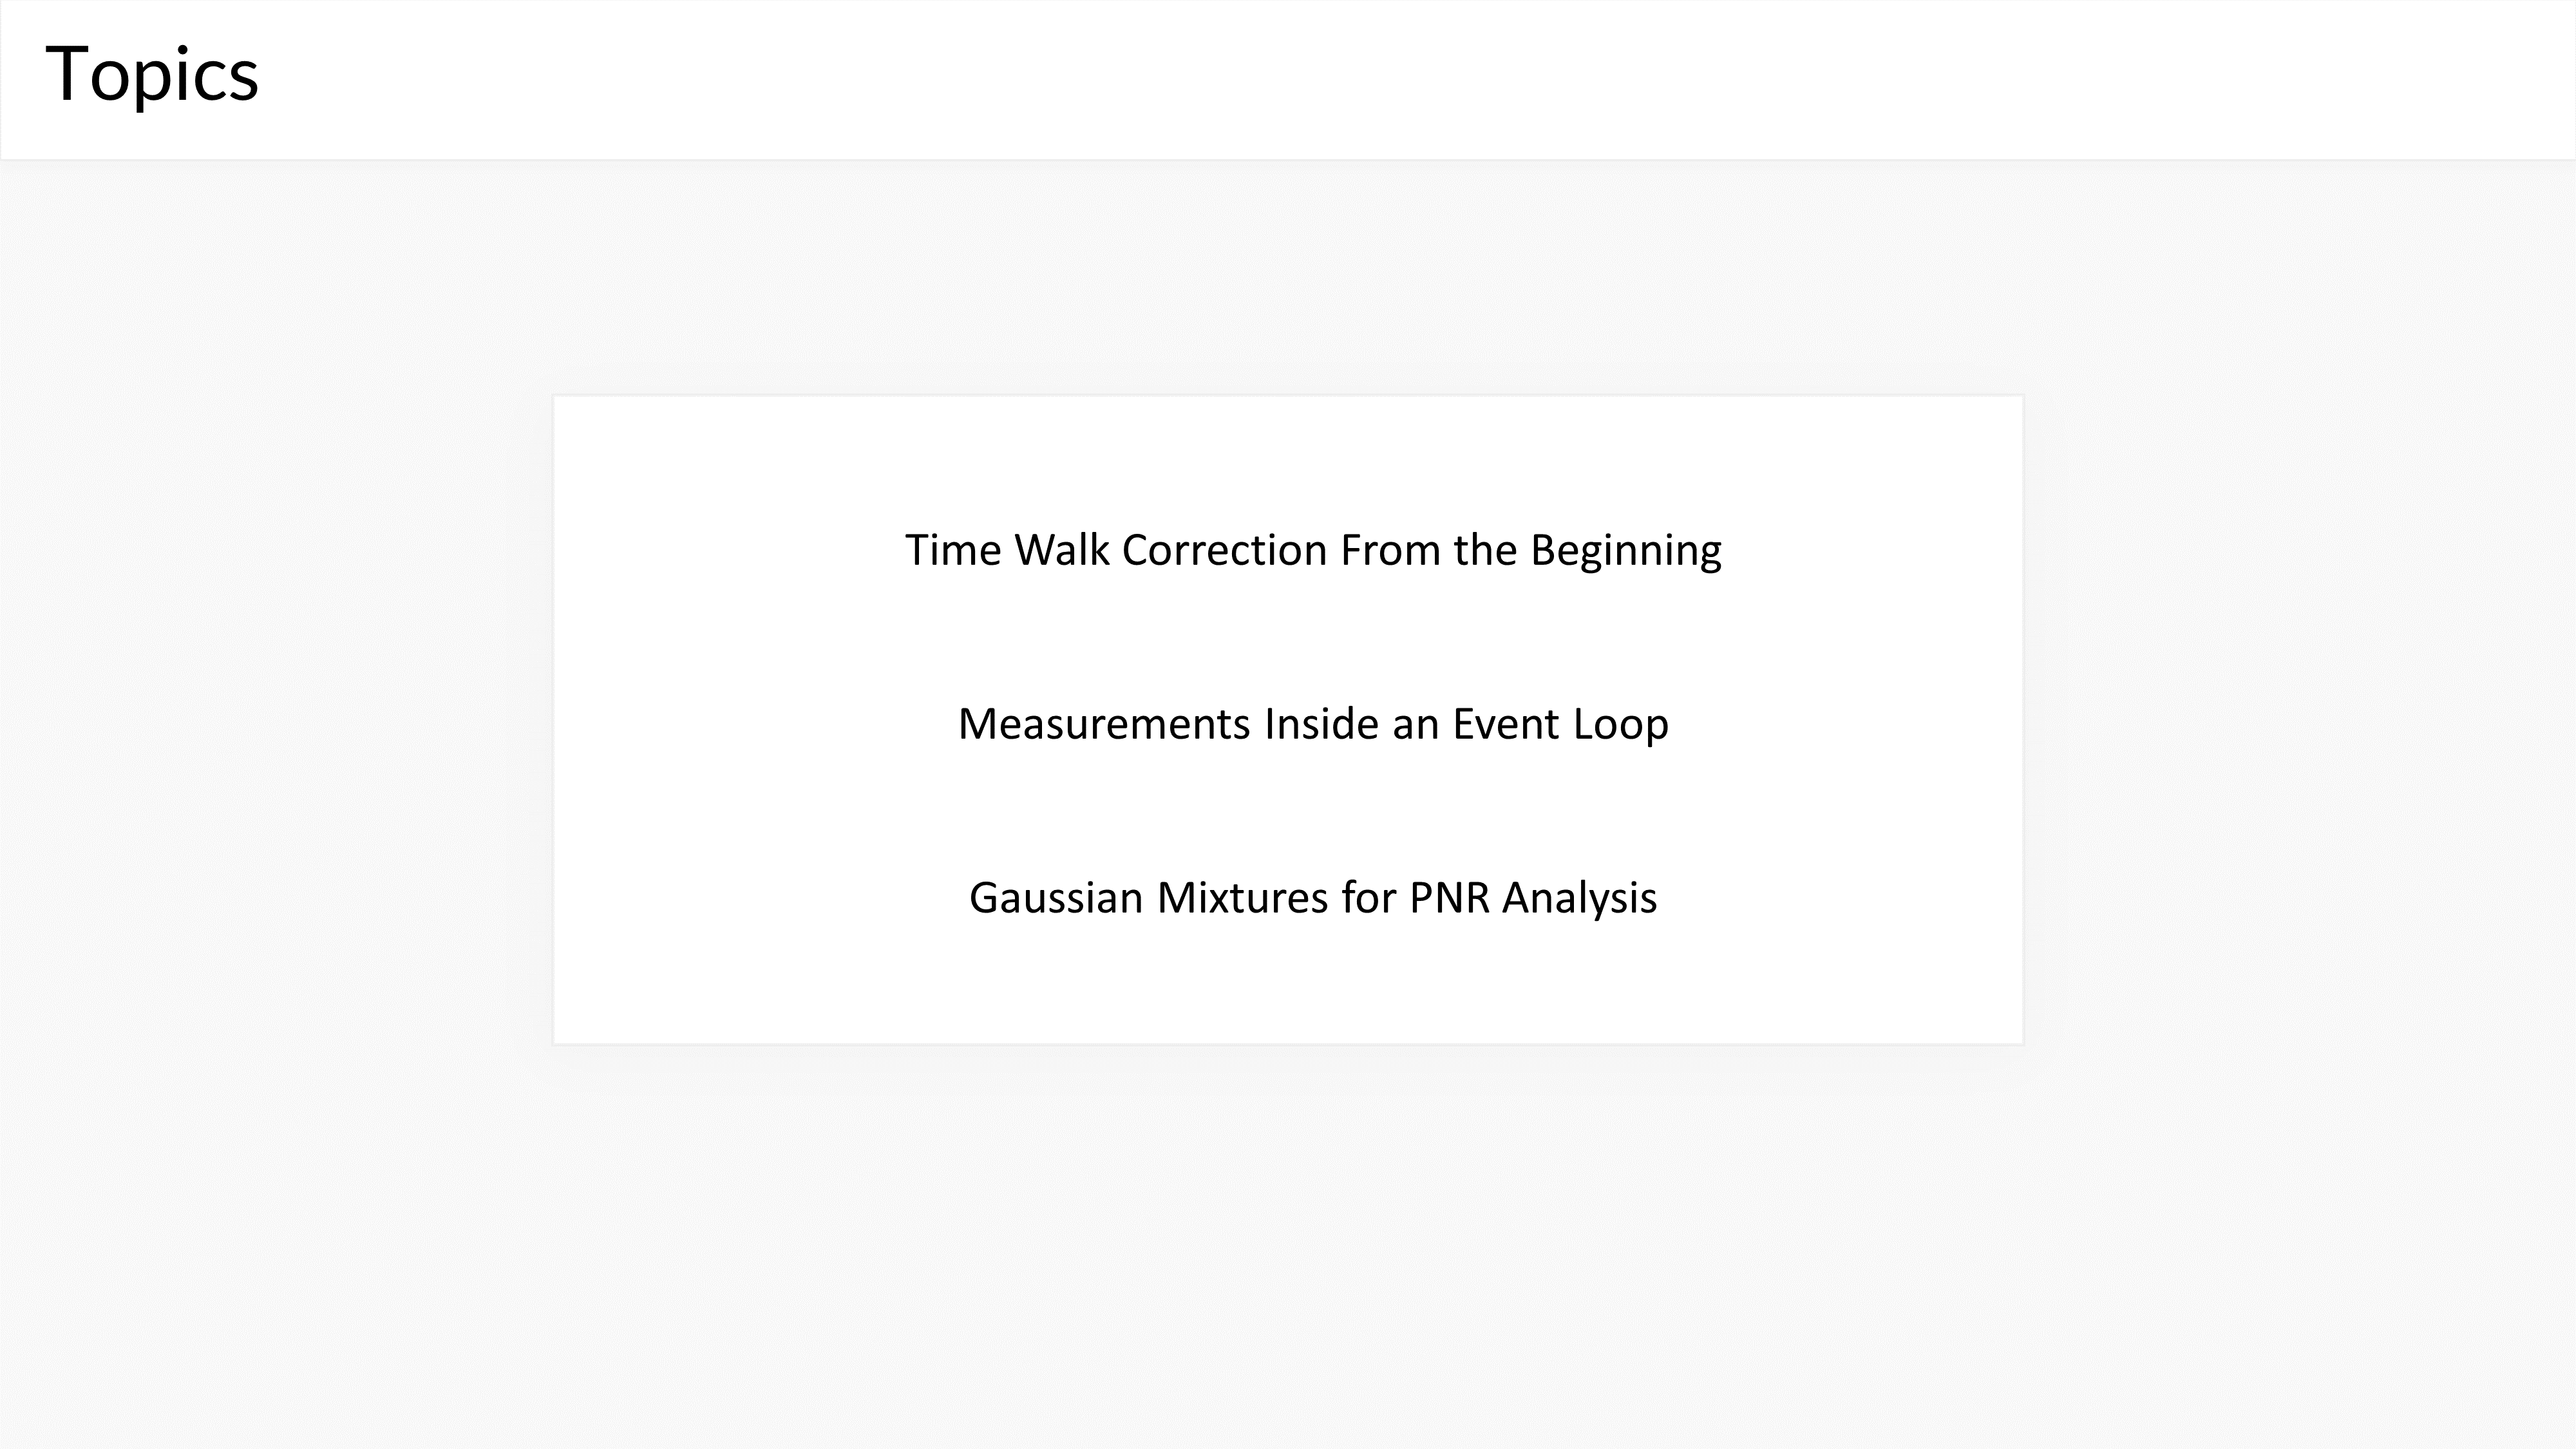 Topics
Time Walk Correction From the Beginning
Measurements Inside an Event Loop
Gaussian Mixtures for PNR Analysis